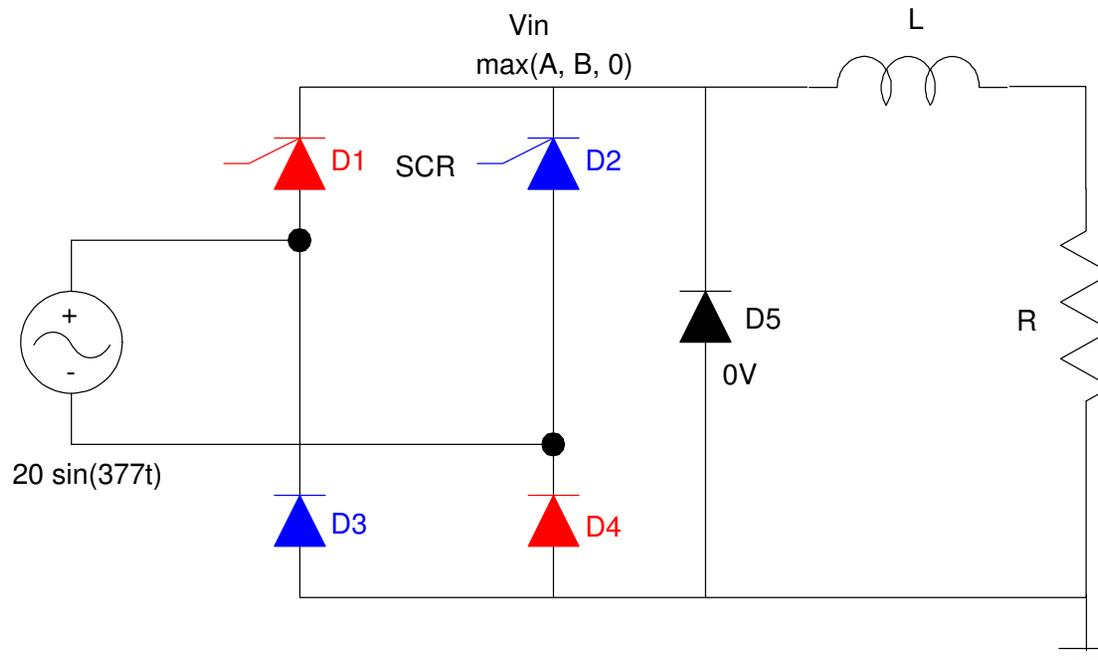 Vin
L
max(A, B, 0)
D1
SCR
D2
+
-
D5
R
0V
20 sin(377t)
D3
D4